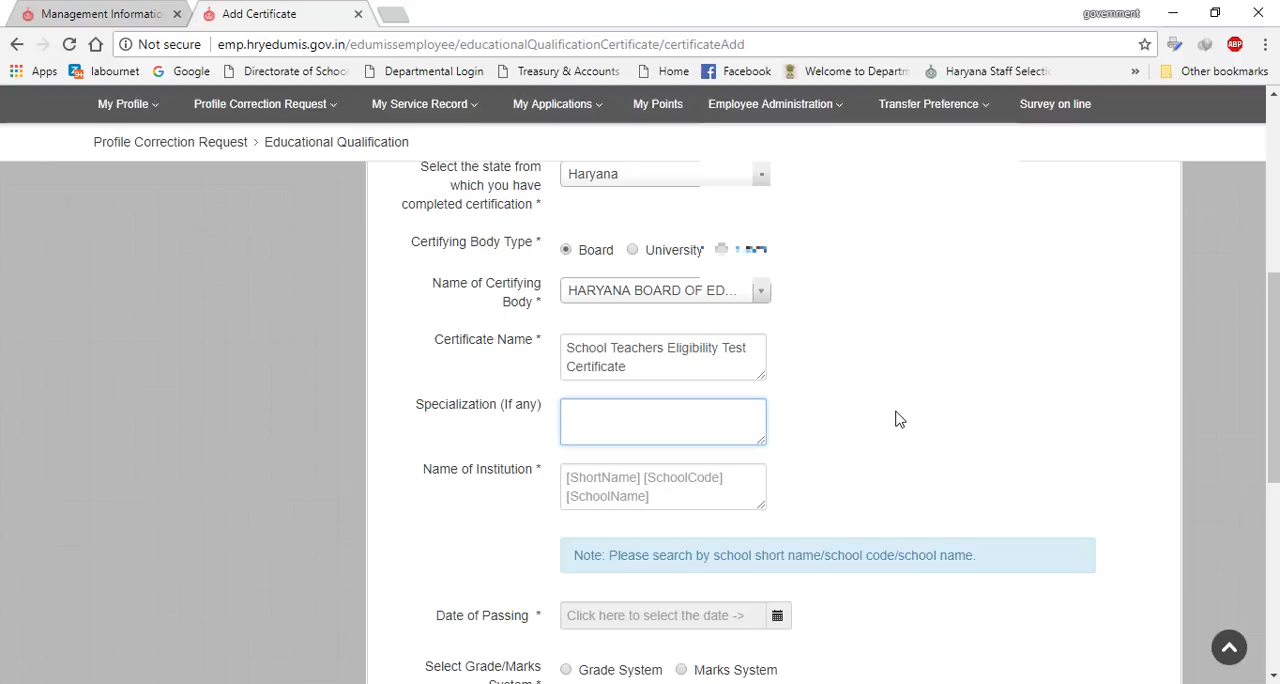 Management Informatio
Add Certificate
government
Not secure
emp.hryedumis.gov.in/edumissemployee/educationalQualificationCertificate/certificateAdd
ABP
Apps
labournet
Google
Directorate of Schoo
Departmental Login
Treasury & Accounts
Home
Facebook
Welcome to Departm
Haryana Staff Selecti
»
Other bookmarks
My Profile
Profile Correction Request
My Service Record
My Applications
My Points
Employee Administration
Transfer Preference
Survey on line
Profile Correction Request > Educational Qualification
Select the state from
which you have
completed certification *
Haryana
Certifying Body Type *
Board
University
Name of Certifying
Body *
HARYANA BOARD OF ED...
Certificate Name *
School Teachers Eligibility Test
Certificate
Specialization (If any)
Name of Institution *
[ShortName] [SchoolCode]
[SchoolName]
Note: Please search by school short name/school code/school name.
Date of Passing *
Click here to select the date ->
Select Grade/Marks
System *
Grade System
Marks System